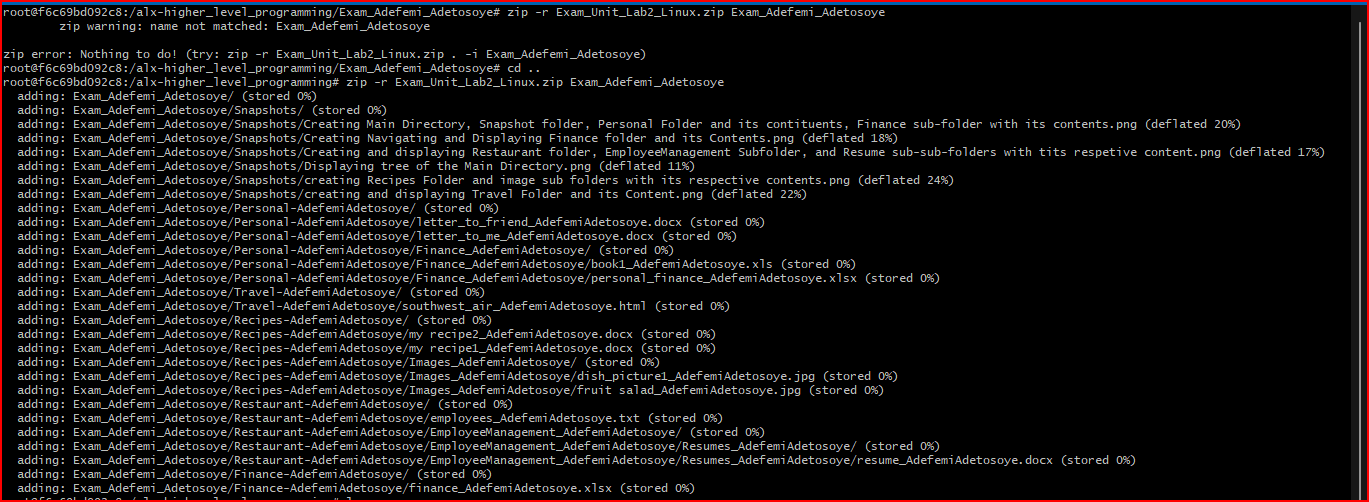 root@f6c69bd092c8:/alx-higher_level_programming/Exam_Adefemi_Adetosoye# zip -r Exam_Unit_Lab2_Linux.zip Exam_Adefemi_Adetosoye
zip warning: name not matched: Exam_Adefemi_Adetosoye
zip error: Nothing to do! (try: zip -r Exam_Unit_Lab2_Linux.zip . -i Exam_Adefemi_Adetosoye)
root@f6c69bd092c8:/alx-higher_level_programming/Exam_Adefemi_Adetosoye# cd ..
root@f6c69bd092c8:/alx-higher_level_programming# zip -r Exam_Unit_Lab2_Linux.zip Exam_Adefemi_Adetosoye
adding: Exam_Adefemi_Adetosoye/ (stored 0%)
adding: Exam_Adefemi_Adetosoye/Snapshots/ (stored 0%)
adding: Exam_Adefemi_Adetosoye/Snapshots/Creating Main Directory, Snapshot folder, Personal Folder and its contituents, Finance sub-folder with its contents.png (deflated 20%)
adding: Exam_Adefemi_Adetosoye/Snapshots/Creating Navigating and Displaying Finance folder and its Contents.png (deflated 18%)
adding: Exam_Adefemi_Adetosoye/Snapshots/Creating and displaying Restaurant folder, EmployeeManagement Subfolder, and Resume sub-sub-folders with tits respetive content.png (deflated 17%)
adding: Exam_Adefemi_Adetosoye/Snapshots/Displaying tree of the Main Directory.png (deflated 11%)
adding: Exam_Adefemi_Adetosoye/Snapshots/creating Recipes Folder and image sub folders with its respective contents.png (deflated 24%)
adding: Exam_Adefemi_Adetosoye/Snapshots/creating and displaying Travel Folder and its Content.png (deflated 22%)
adding: Exam_Adefemi_Adetosoye/Personal-AdefemiAdetosoye/ (stored 0%)
adding: Exam_Adefemi_Adetosoye/Personal-AdefemiAdetosoye/letter_to_friend_AdefemiAdetosoye.docx (stored 0%)
adding: Exam_Adefemi_Adetosoye/Personal-AdefemiAdetosoye/letter_to_me_AdefemiAdetosoye.docx (stored 0%)
adding: Exam_Adefemi_Adetosoye/Personal-AdefemiAdetosoye/Finance_AdefemiAdetosoye/ (stored 0%)
adding: Exam_Adefemi_Adetosoye/Personal-AdefemiAdetosoye/Finance_AdefemiAdetosoye/book1_AdefemiAdetosoye.xls (stored 0%)
adding: Exam_Adefemi_Adetosoye/Personal-AdefemiAdetosoye/Finance_AdefemiAdetosoye/personal_finance_AdefemiAdetosoye.xlsx (stored 0%)
adding: Exam_Adefemi_Adetosoye/Travel-AdefemiAdetosoye/ (stored 0%)
adding: Exam_Adefemi_Adetosoye/Travel-AdefemiAdetosoye/southwest_air_AdefemiAdetosoye.html (stored 0%)
adding: Exam_Adefemi_Adetosoye/Recipes-AdefemiAdetosoye/ (stored 0%)
adding: Exam_Adefemi_Adetosoye/Recipes-AdefemiAdetosoye/my recipe2_AdefemiAdetosoye.docx (stored 0%)
adding: Exam_Adefemi_Adetosoye/Recipes-AdefemiAdetosoye/my recipe1_AdefemiAdetosoye.docx (stored 0%)
adding: Exam_Adefemi_Adetosoye/Recipes-AdefemiAdetosoye/Images_AdefemiAdetosoye/ (stored 0%)
adding: Exam_Adefemi_Adetosoye/Recipes-AdefemiAdetosoye/Images_AdefemiAdetosoye/dish_picture1_AdefemiAdetosoye.jpg (stored 0%)
adding: Exam_Adefemi_Adetosoye/Recipes-AdefemiAdetosoye/Images_AdefemiAdetosoye/fruit salad_AdefemiAdetosoye.jpg (stored 0%)
adding: Exam_Adefemi_Adetosoye/Restaurant-AdefemiAdetosoye/ (stored 0%)
adding: Exam_Adefemi_Adetosoye/Restaurant-AdefemiAdetosoye/employees_AdefemiAdetosoye.txt (stored 0%)
adding: Exam_Adefemi_Adetosoye/Restaurant-AdefemiAdetosoye/EmployeeManagement_AdefemiAdetosoye/ (stored 0%)
adding: Exam_Adefemi_Adetosoye/Restaurant-AdefemiAdetosoye/EmployeeManagement_AdefemiAdetosoye/Resumes_AdefemiAdetosoye/ (stored 0%)
adding: Exam_Adefemi_Adetosoye/Restaurant-AdefemiAdetosoye/EmployeeManagement_AdefemiAdetosoye/Resumes_AdefemiAdetosoye/resume_AdefemiAdetosoye.docx (stored 0%)
adding: Exam_Adefemi_Adetosoye/Finance-AdefemiAdetosoye/ (stored 0%)
adding: Exam_Adefemi_Adetosoye/Finance-AdefemiAdetosoye/finance_AdefemiAdetosoye.xlsx (stored 0%)